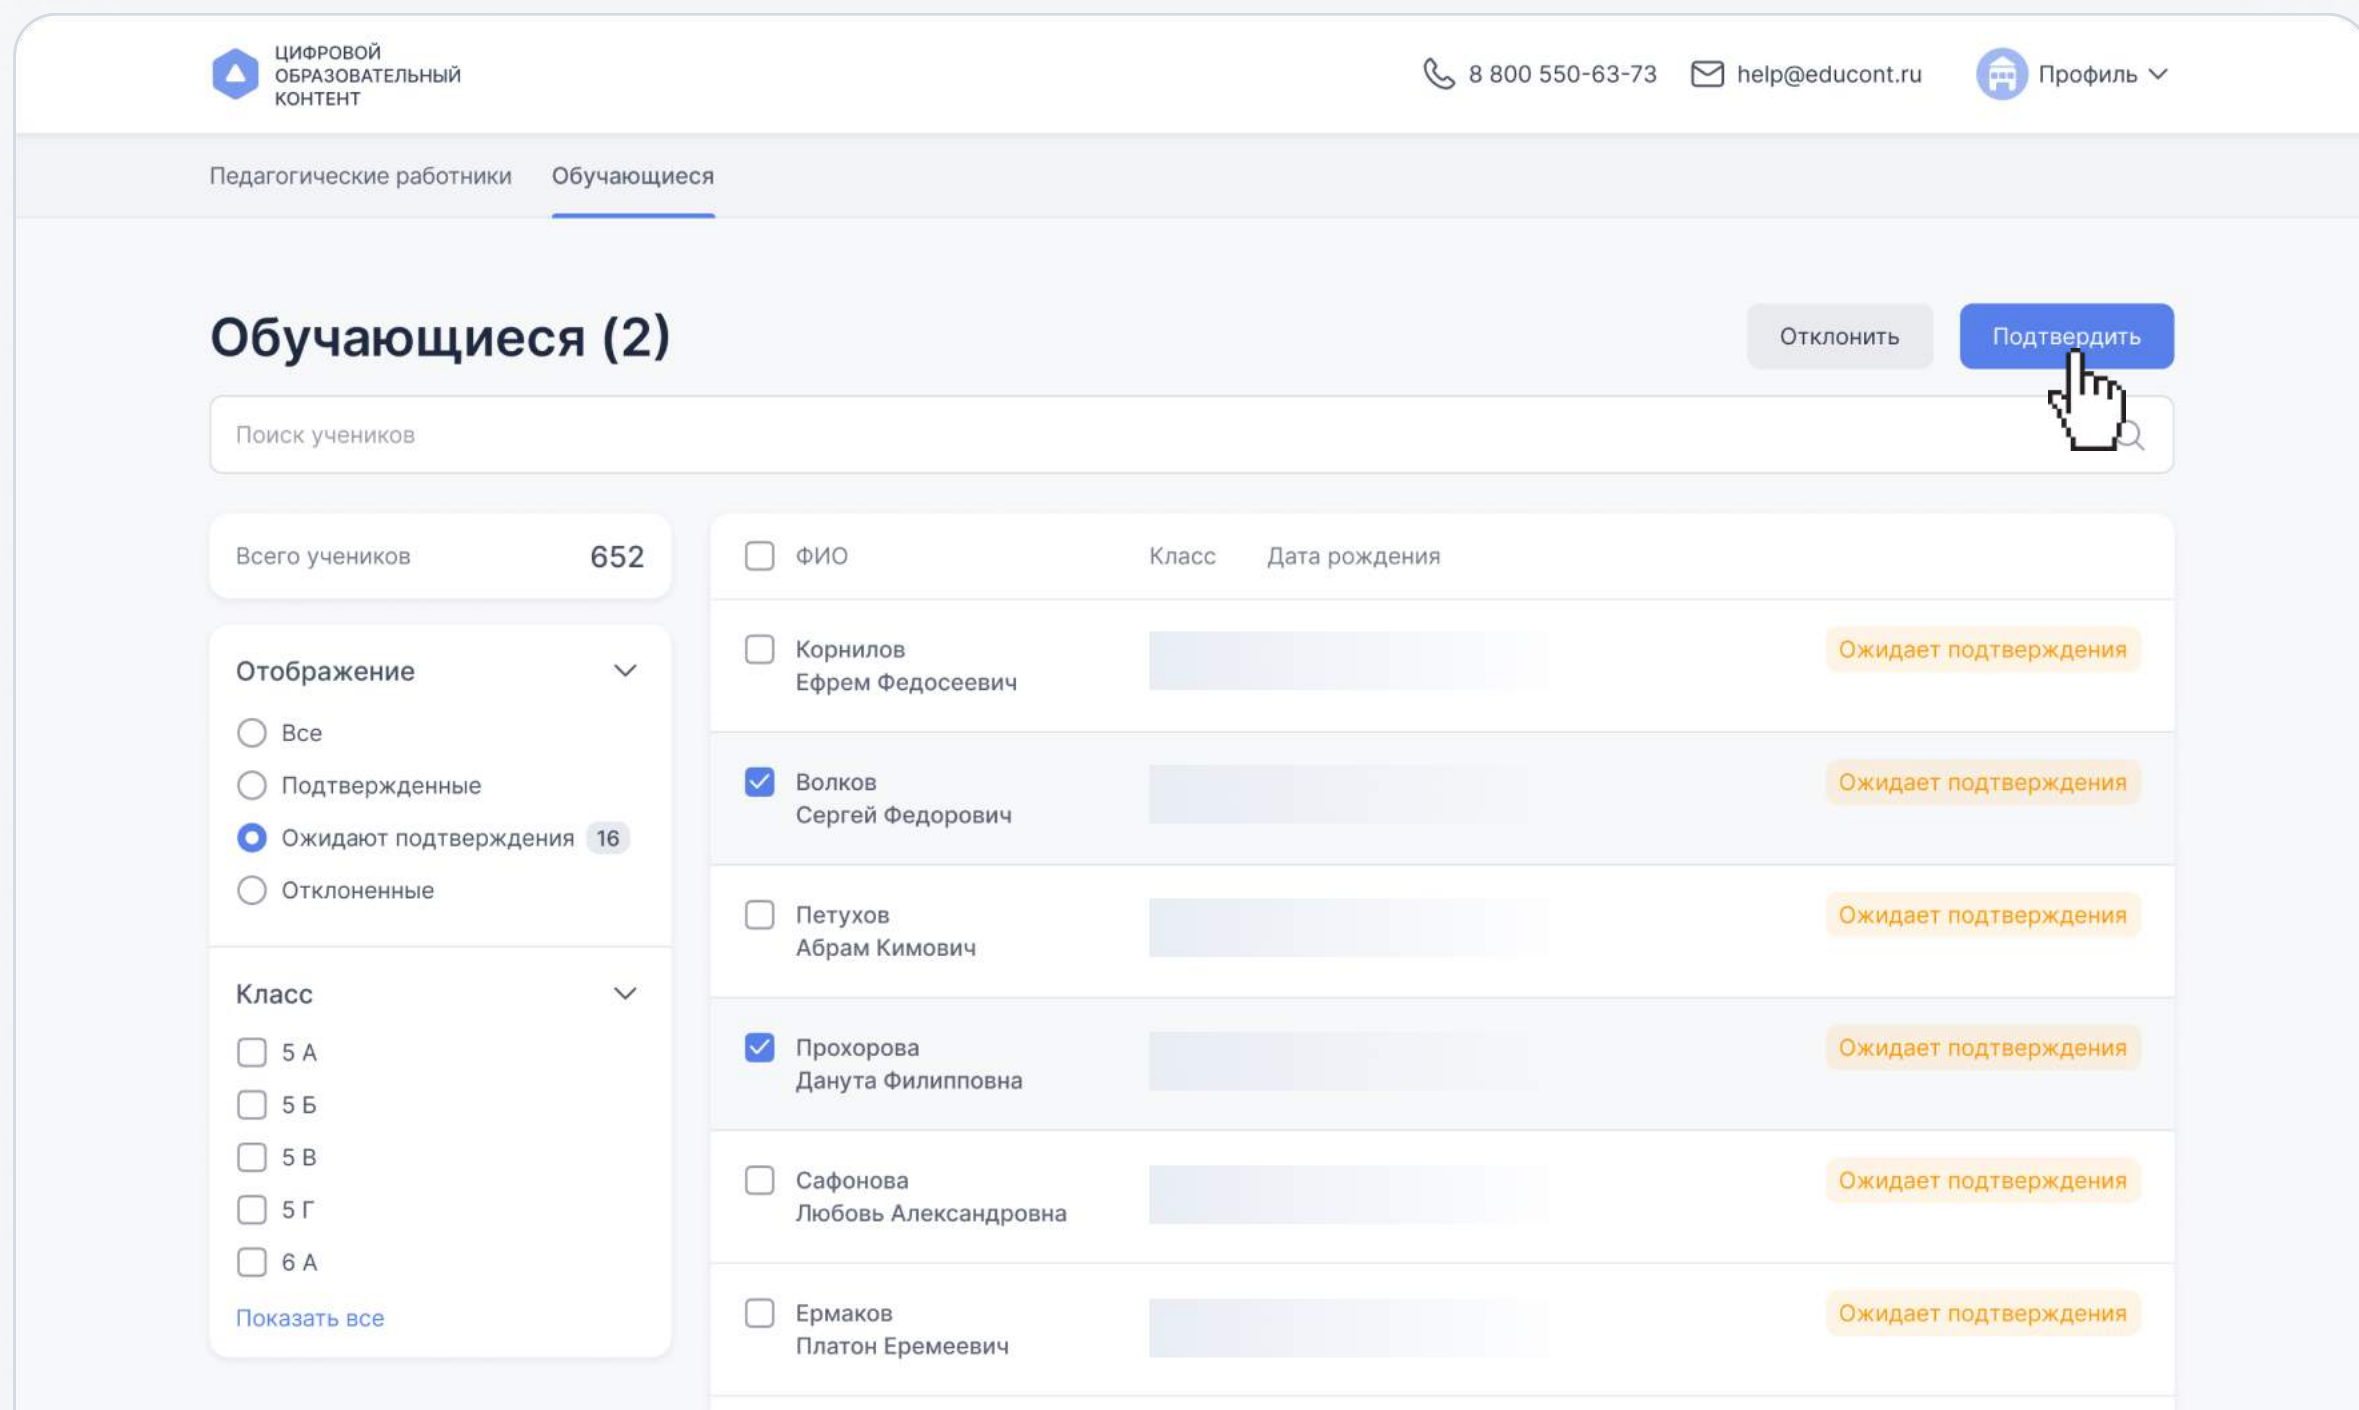 ЦИФРОВОЙ
ОБРАЗОВАТЕЛЬНЫЙ
КОНТЕНТ
8 800 550-63-73
help@educont.ru
Профиль
Педагогические работники
Обучающиеся
Обучающиеся (2)
Отклонить
Подтвердить
Поиск учеников
Всего учеников
652
Отображение
Все
Подтвержденные
Ожидают подтверждения
16
Отклоненные
Класс
5 А
5 Б
5 В
5 Г
6 А
Показать все
ФИО
Класс
Дата рождения
Корнилов
Ефрем Федосеевич
Ожидает подтверждения
Волков
Сергей Федорович
Ожидает подтверждения
Петухов
Абрам Кимович
Ожидает подтверждения
Прохорова
Данута Филипповна
Ожидает подтверждения
Сафонова
Любовь Александровна
Ожидает подтверждения
Ермаков
Платон Еремеевич
Ожидает подтверждения